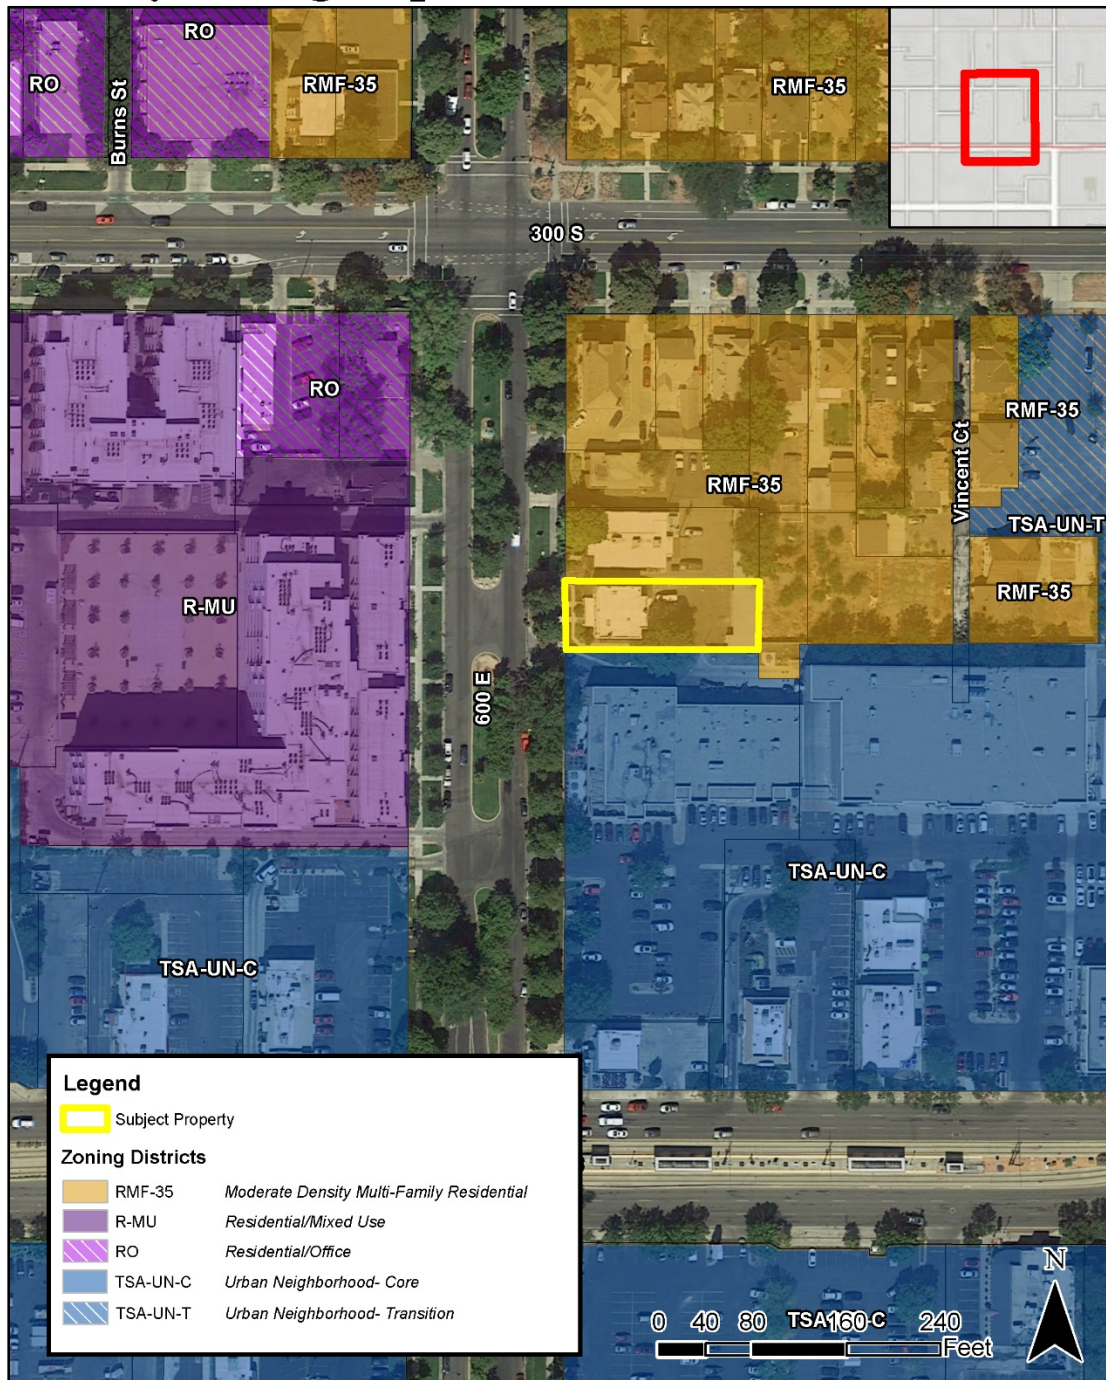 RO
RO
RMF-35
RMF-35
Burns St
300 S
RO
RMF-35
RMF-35
Vincent Ct
TSA-UN-T
R-MU
RMF-35
600 E
TSA-UN-C
TSA-UN-C
Legend
Subject Property
Zoning Districts
RMF-35 Moderate Density Multi-Family Residential
R-MU Residential/Mixed Use
RO Residential/Office
TSA-UN-C Urban Neighborhood- Core
TSA-UN-T Urban Neighborhood- Transition
N
TSA-UN-C
0 40 80 160 240
Feet